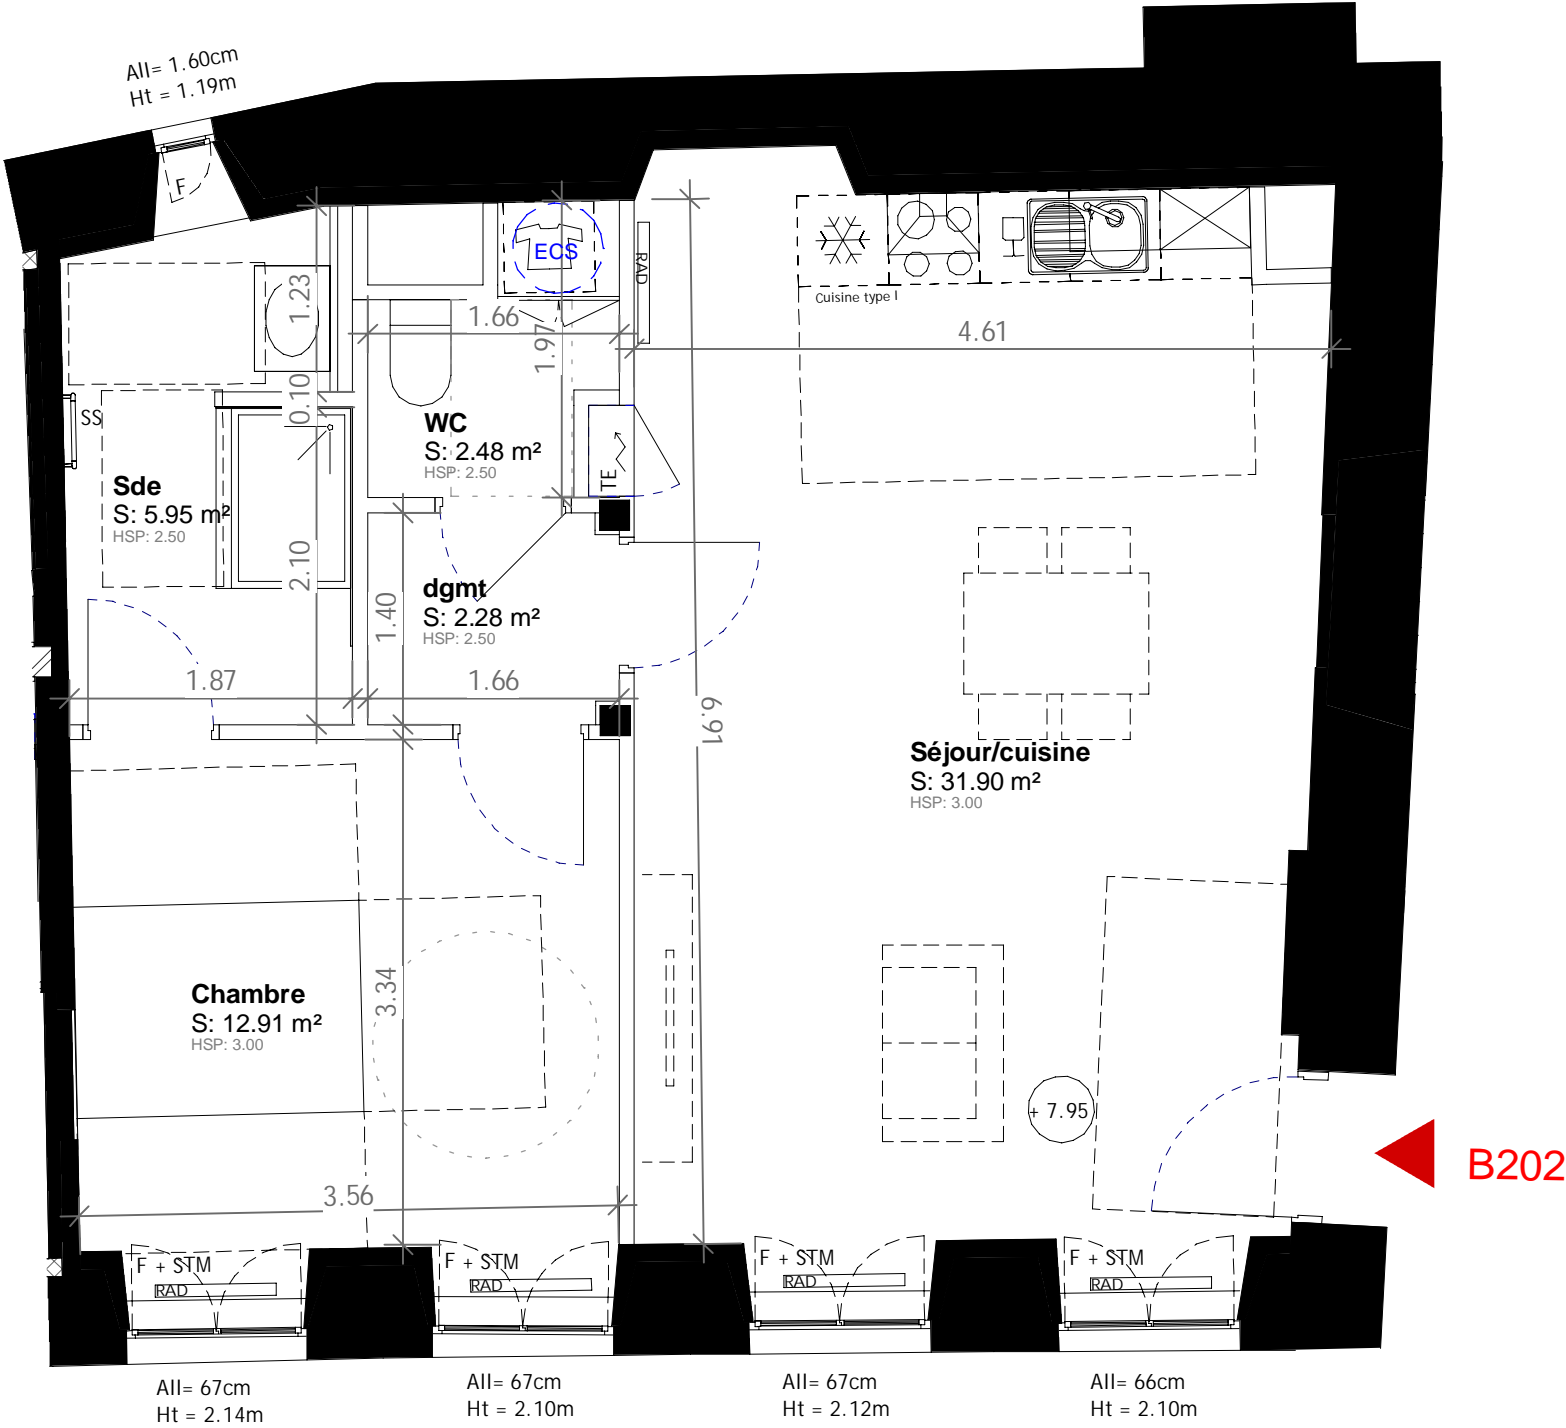 All= 1.60cm
Ht = 1.19m
F
ECS
RAD
Cuisine type I
1.23
1.66
1.97
4.61
0.10
SS
WC
S: 2.48 m²
HSP: 2.50
TE
Sde
S: 5.95 m²
HSP: 2.50
2.10
dgmt
S: 2.28 m²
HSP: 2.50
1.40
1.87
1.66
6.91
Séjour/cuisine
S: 31.90 m²
HSP: 3.00
Chambre
S: 12.91 m²
HSP: 3.00
3.34
+ 7.95
B202
3.56
F + STM
RAD
F + STM
RAD
F + STM
RAD
F + STM
RAD
All= 67cm
Ht = 2.14m
All= 67cm
Ht = 2.10m
All= 67cm
Ht = 2.12m
All= 66cm
Ht = 2.10m